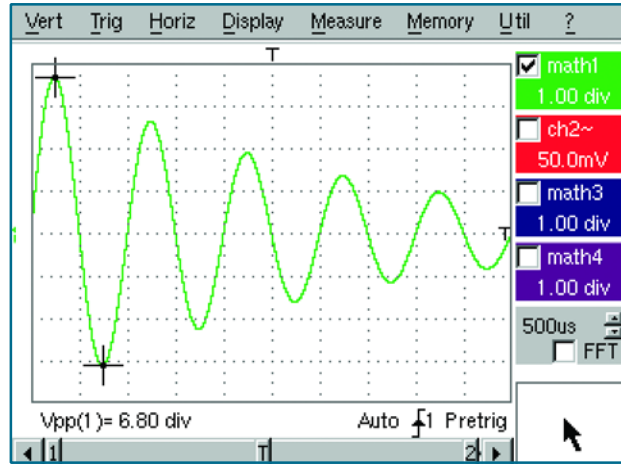 Vert Trig Horiz Display Measure Memory Util ?
T
math1
1.00 div
ch2~
50.0mV
math3
1.00 div
T
math4
1.00 div
500us
FFT
Vpp(1)= 6.80 div Auto 1 Pretrig
1 T 2